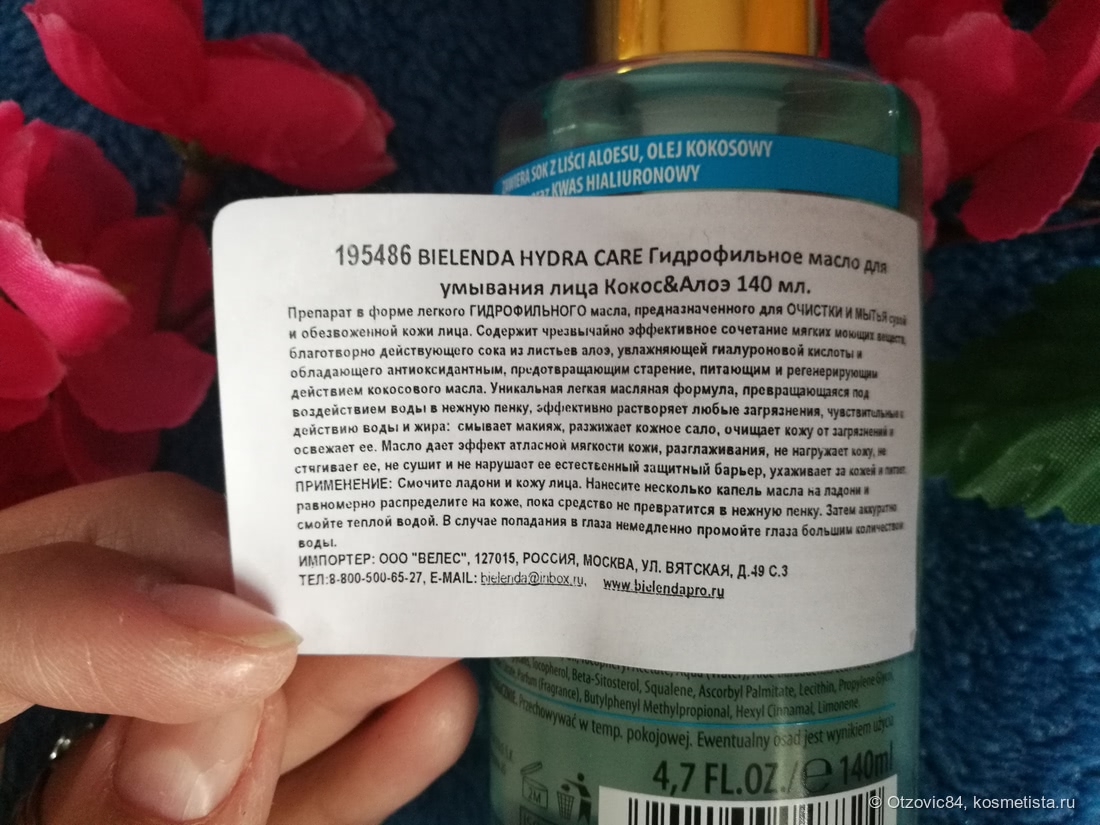 SOK Z LIŚCI ALOESU, OLEJ KOKOSOWY
KWAS HIALIURONOWY
195486 BIELENDA HYDRA CARE Гидрофильное масло для
умывания лица Кокос&Алоэ 140 мл.
Препарат в форме легкого ГИДРОФИЛЬНОГО масла, предназначенного для ОЧИСТКИ И МЫТЬЯ сухой
и обезвоженной кожи лица. Содержит чрезвычайно эффективное сочетание мягких моющих веществ,
благотворно действующего сока из листьев алоэ, увлажняющей гиалуроновой кислоты и
обладающего антиоксидантным, предотвращающим старение, питающим и регенерирующим
действием кокосового масла. Уникальная легкая масляная формула, превращающаяся под
воздействием воды в нежную пенку, эффективно растворяет любые загрязнения, чувствительные к
действию воды и жира: смывает макияж, разжижает кожное сало, очищает кожу от загрязнений и
освежает ее. Масло дает эффект атласной мягкости кожи, разглаживания, не нагружает кожу, не
стягивает ее, не сушит и не нарушает ее естественный защитный барьер, ухаживает за кожей и питает.
ПРИМЕНЕНИЕ: Смочите ладони и кожу лица. Нанесите несколько капель масла на ладони и
равномерно распределите на коже, пока средство не превратится в нежную пенку. Затем аккуратно
смойте теплой водой. В случае попадания в глаза немедленно промойте глаза большим количеством
воды.
ИМПОРТЕР: ООО "ВЕЛЕС", 127015, РОССИЯ, МОСКВА, УЛ. ВЯТСКАЯ, Д.49 С.3
ТЕЛ:8-800-500-65-27, E-MAIL: bielenda@inbox.ru, www.bielendapro.ru
Tocopherol, Beta-Sitosterol, Squalene, Ascorbyl Palmitate, Lecithin, Propylene Glycol,
Parfum (Fragrance), Butylphenyl Methylpropional, Hexyl Cinnamal, Limonene.
Przechowywać w temp. pokojowej. Ewentualny osad jest wynikiem użycia
4,7 FL.OZ./℮140ml
© Otzovic84, kosmetista.ru